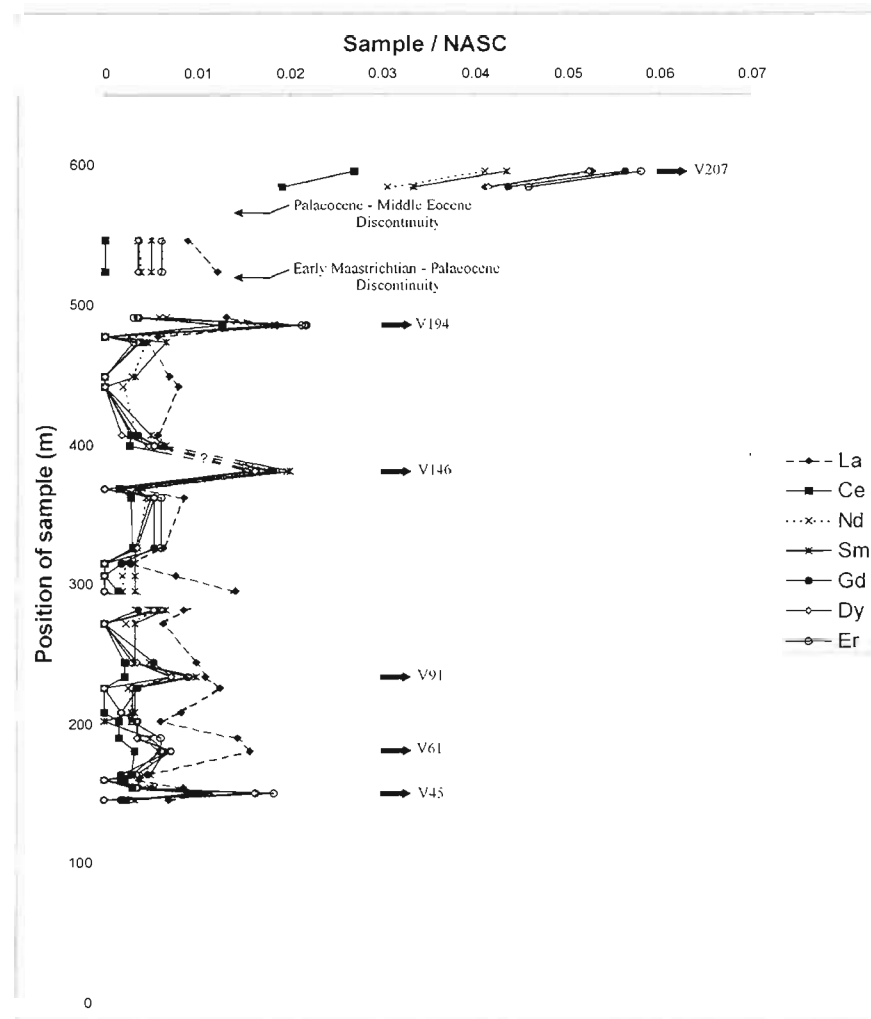 Sample / NASC
0 0.01 0.02 0.03 0.04 0.05 0.06 0.07
600
V207
Palaeocene - Middle Eocene
Discontinuity
Early Maastrichtian - Palaeocene
Discontinuity
500
V194
400
?
V146
La
Ce
Nd
Sm
Gd
Dy
Er
Position of sample (m)
300
V91
200
V61
V45
100
0